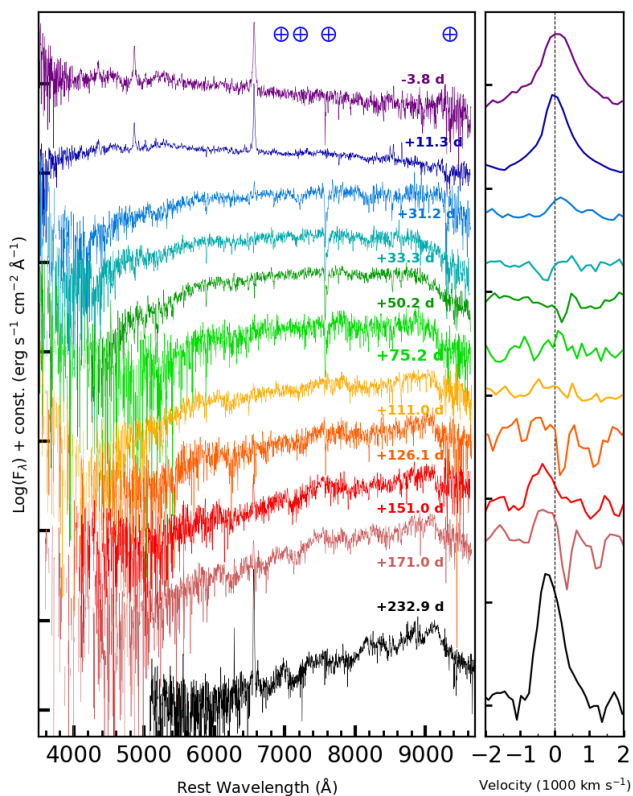 -3.8 d
+11.3 d
+31.2 d
+33.3 d
+50.2 d
+75.2 d
+111.0 d
+126.1 d
+151.0 d
+171.0 d
+232.9 d
Log(Fλ) + const. (erg s⁻¹ cm⁻² Å⁻¹)
4000 5000 6000 7000 8000 9000
−2 −1 0 1 2
Rest Wavelength (Å)
Velocity (1000 km s⁻¹)